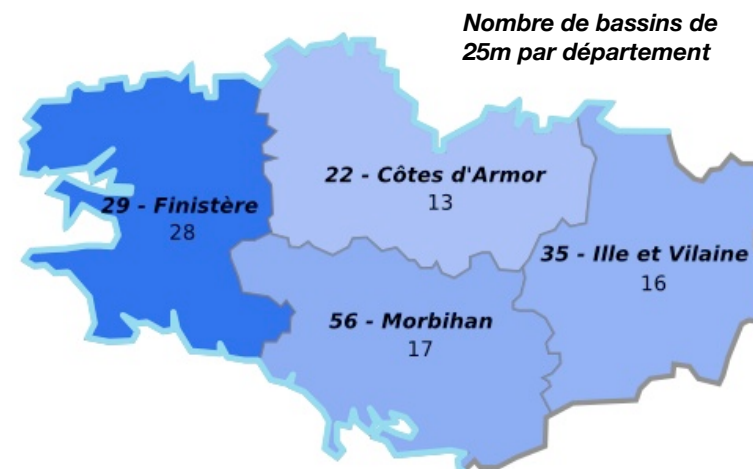 Nombre de bassins de
25m par département
22 - Côtes d'Armor
13
29 - Finistère
28
35 - Ille et Vilaine
16
56 - Morbihan
17